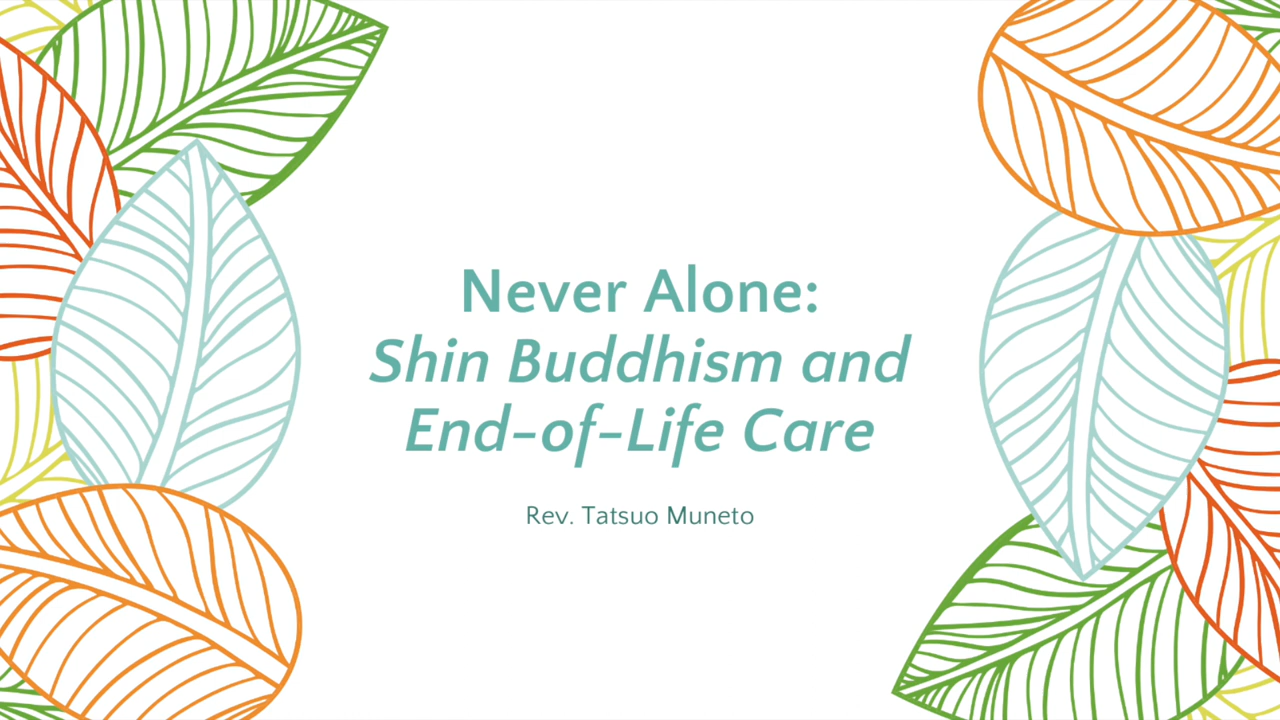 Never Alone:
Shin Buddhism and
End-of-Life Care
Rev. Tatsuo Muneto